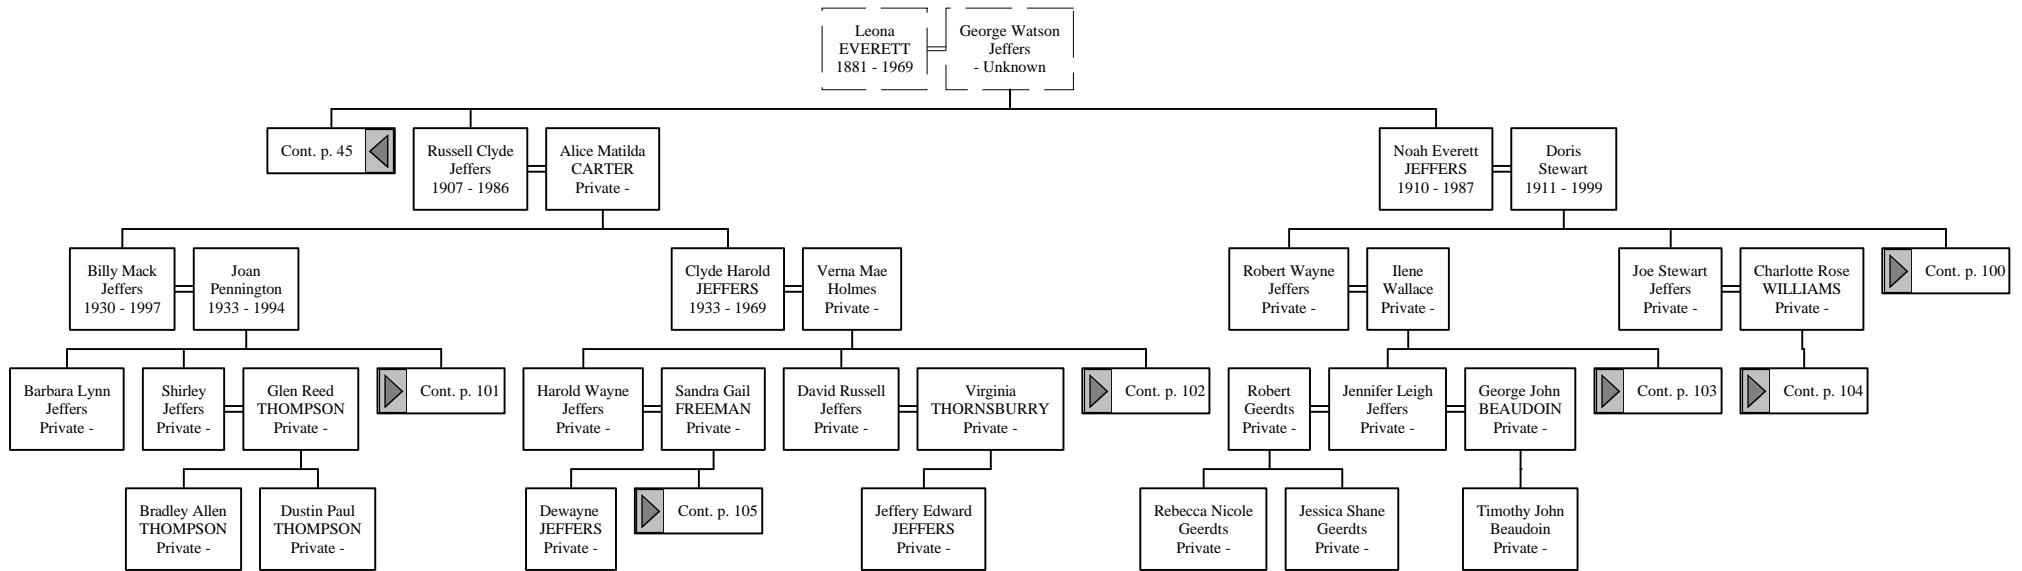 Leona
EVERETT
1881 - 1969
George Watson
Jeffers
- Unknown
Cont. p. 45
Russell Clyde
Jeffers
1907 - 1986
Alice Matilda
CARTER
Private -
Noah Everett
JEFFERS
1910 - 1987
Doris
Stewart
1911 - 1999
Billy Mack
Jeffers
1930 - 1997
Joan
Pennington
1933 - 1994
Clyde Harold
JEFFERS
1933 - 1969
Verna Mae
Holmes
Private -
Robert Wayne
Jeffers
Private -
Ilene
Wallace
Private -
Joe Stewart
Jeffers
Private -
Charlotte Rose
WILLIAMS
Private -
Cont. p. 100
Barbara Lynn
Jeffers
Private -
Shirley
Jeffers
Private -
Glen Reed
THOMPSON
Private -
Cont. p. 101
Harold Wayne
Jeffers
Private -
Sandra Gail
FREEMAN
Private -
David Russell
Jeffers
Private -
Virginia
THORNSBURRY
Private -
Cont. p. 102
Robert
Geerdts
Private -
Jennifer Leigh
Jeffers
Private -
George John
BEAUDOIN
Private -
Cont. p. 103
Cont. p. 104
Bradley Allen
THOMPSON
Private -
Dustin Paul
THOMPSON
Private -
Dewayne
JEFFERS
Private -
Cont. p. 105
Jeffery Edward
JEFFERS
Private -
Rebecca Nicole
Geerdts
Private -
Jessica Shane
Geerdts
Private -
Timothy John
Beaudoin
Private -